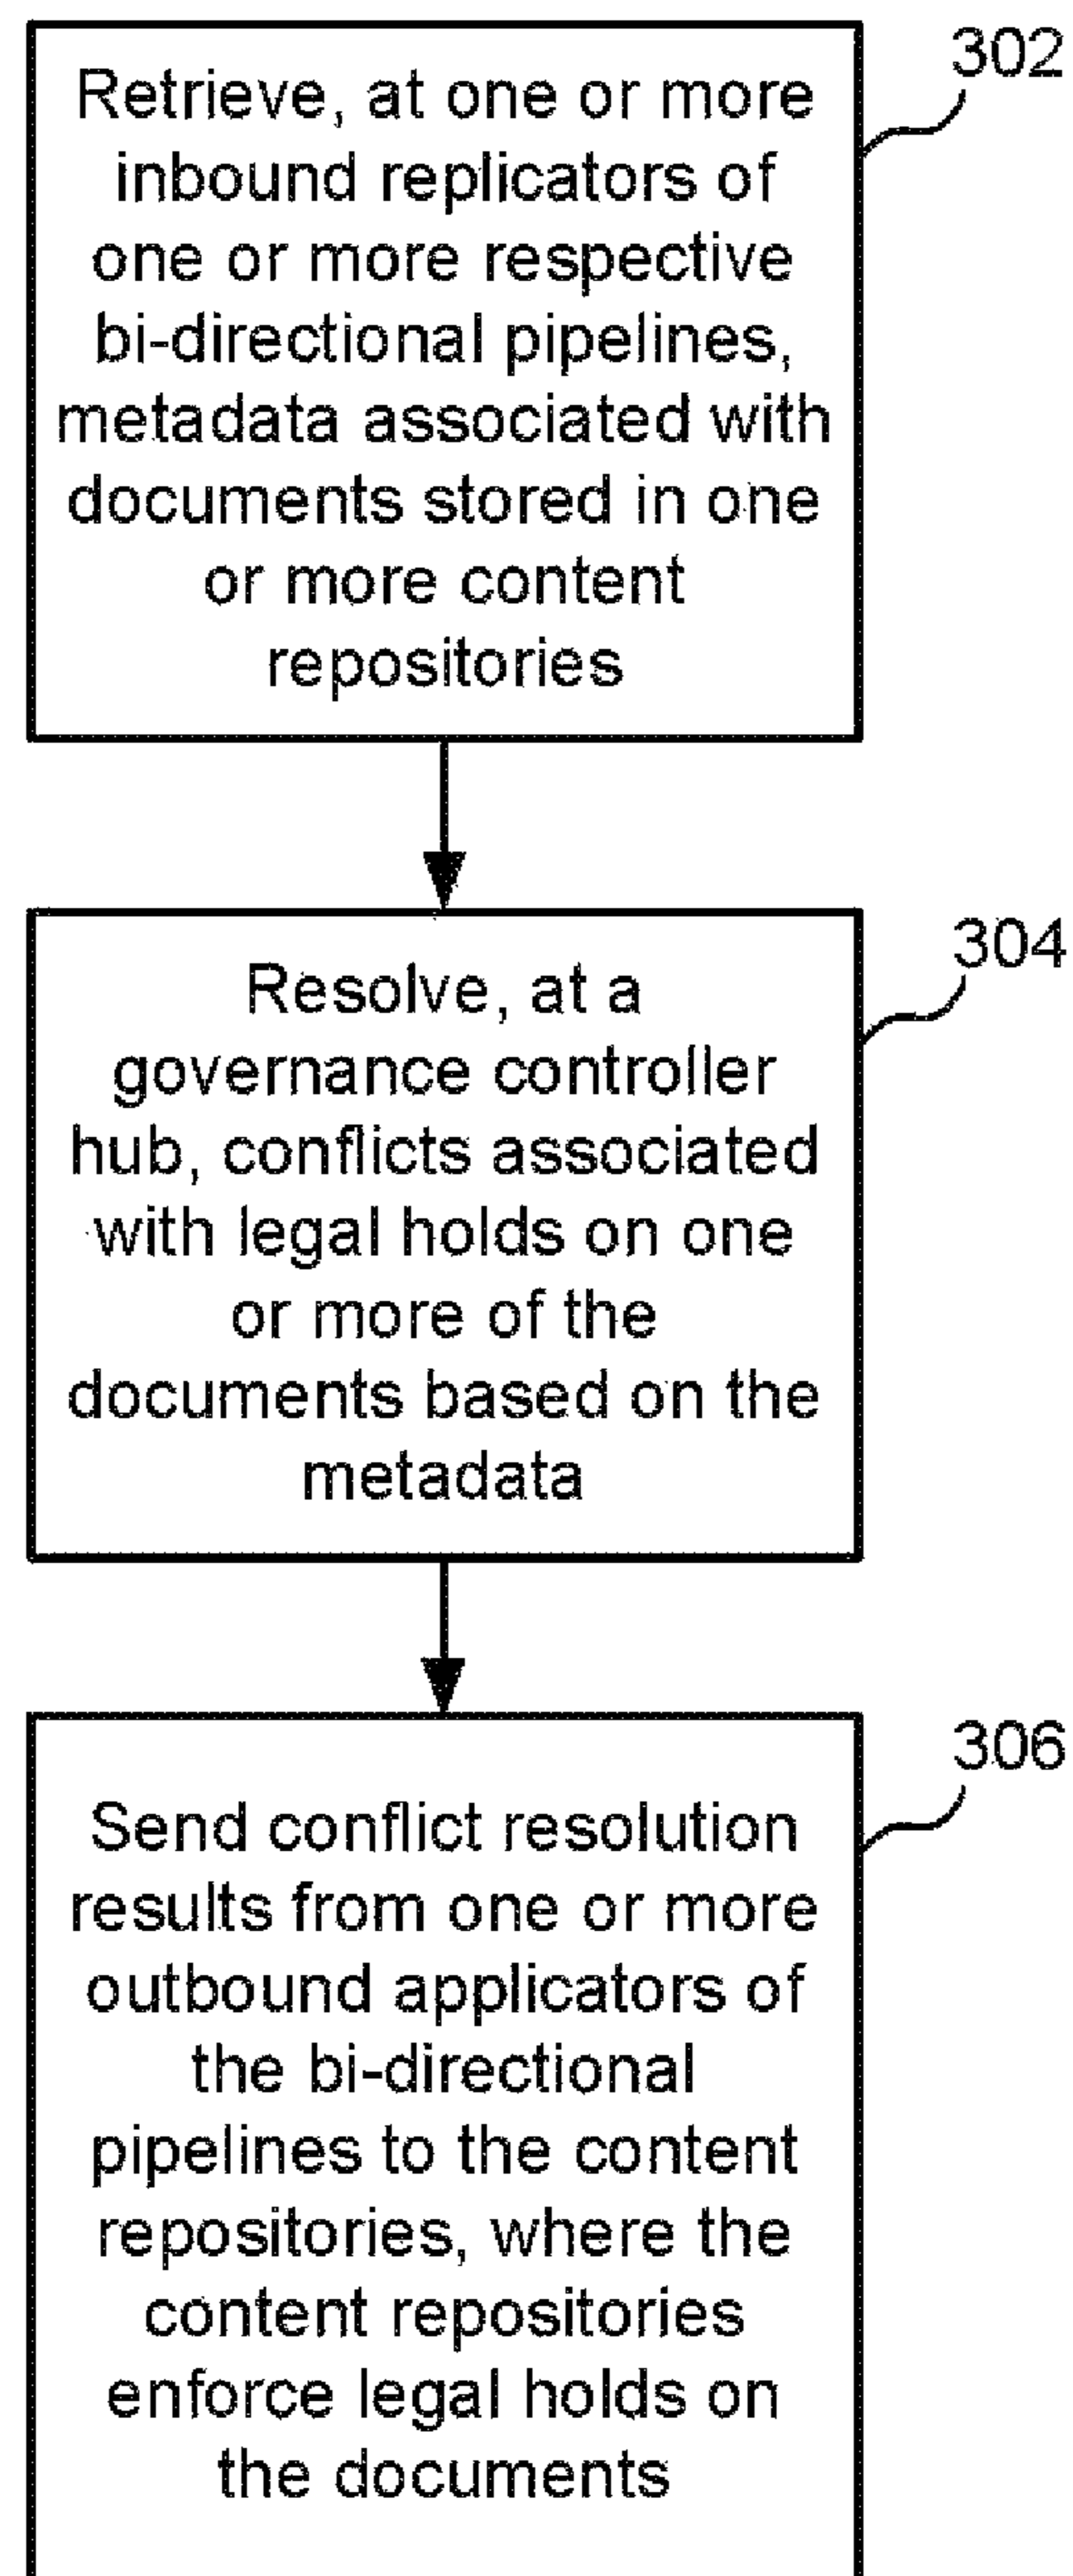 302
Retrieve, at one or more
inbound replicators of
one or more respective
bi-directional pipelines,
metadata associated with
documents stored in one
or more content
repositories
304
Resolve, at a
governance controller
hub, conflicts associated
with legal holds on one
or more of the
documents based on the
metadata
306
Send conflict resolution
results from one or more
outbound applicators of
the bi-directional
pipelines to the content
repositories, where the
content repositories
enforce legal holds on
the documents